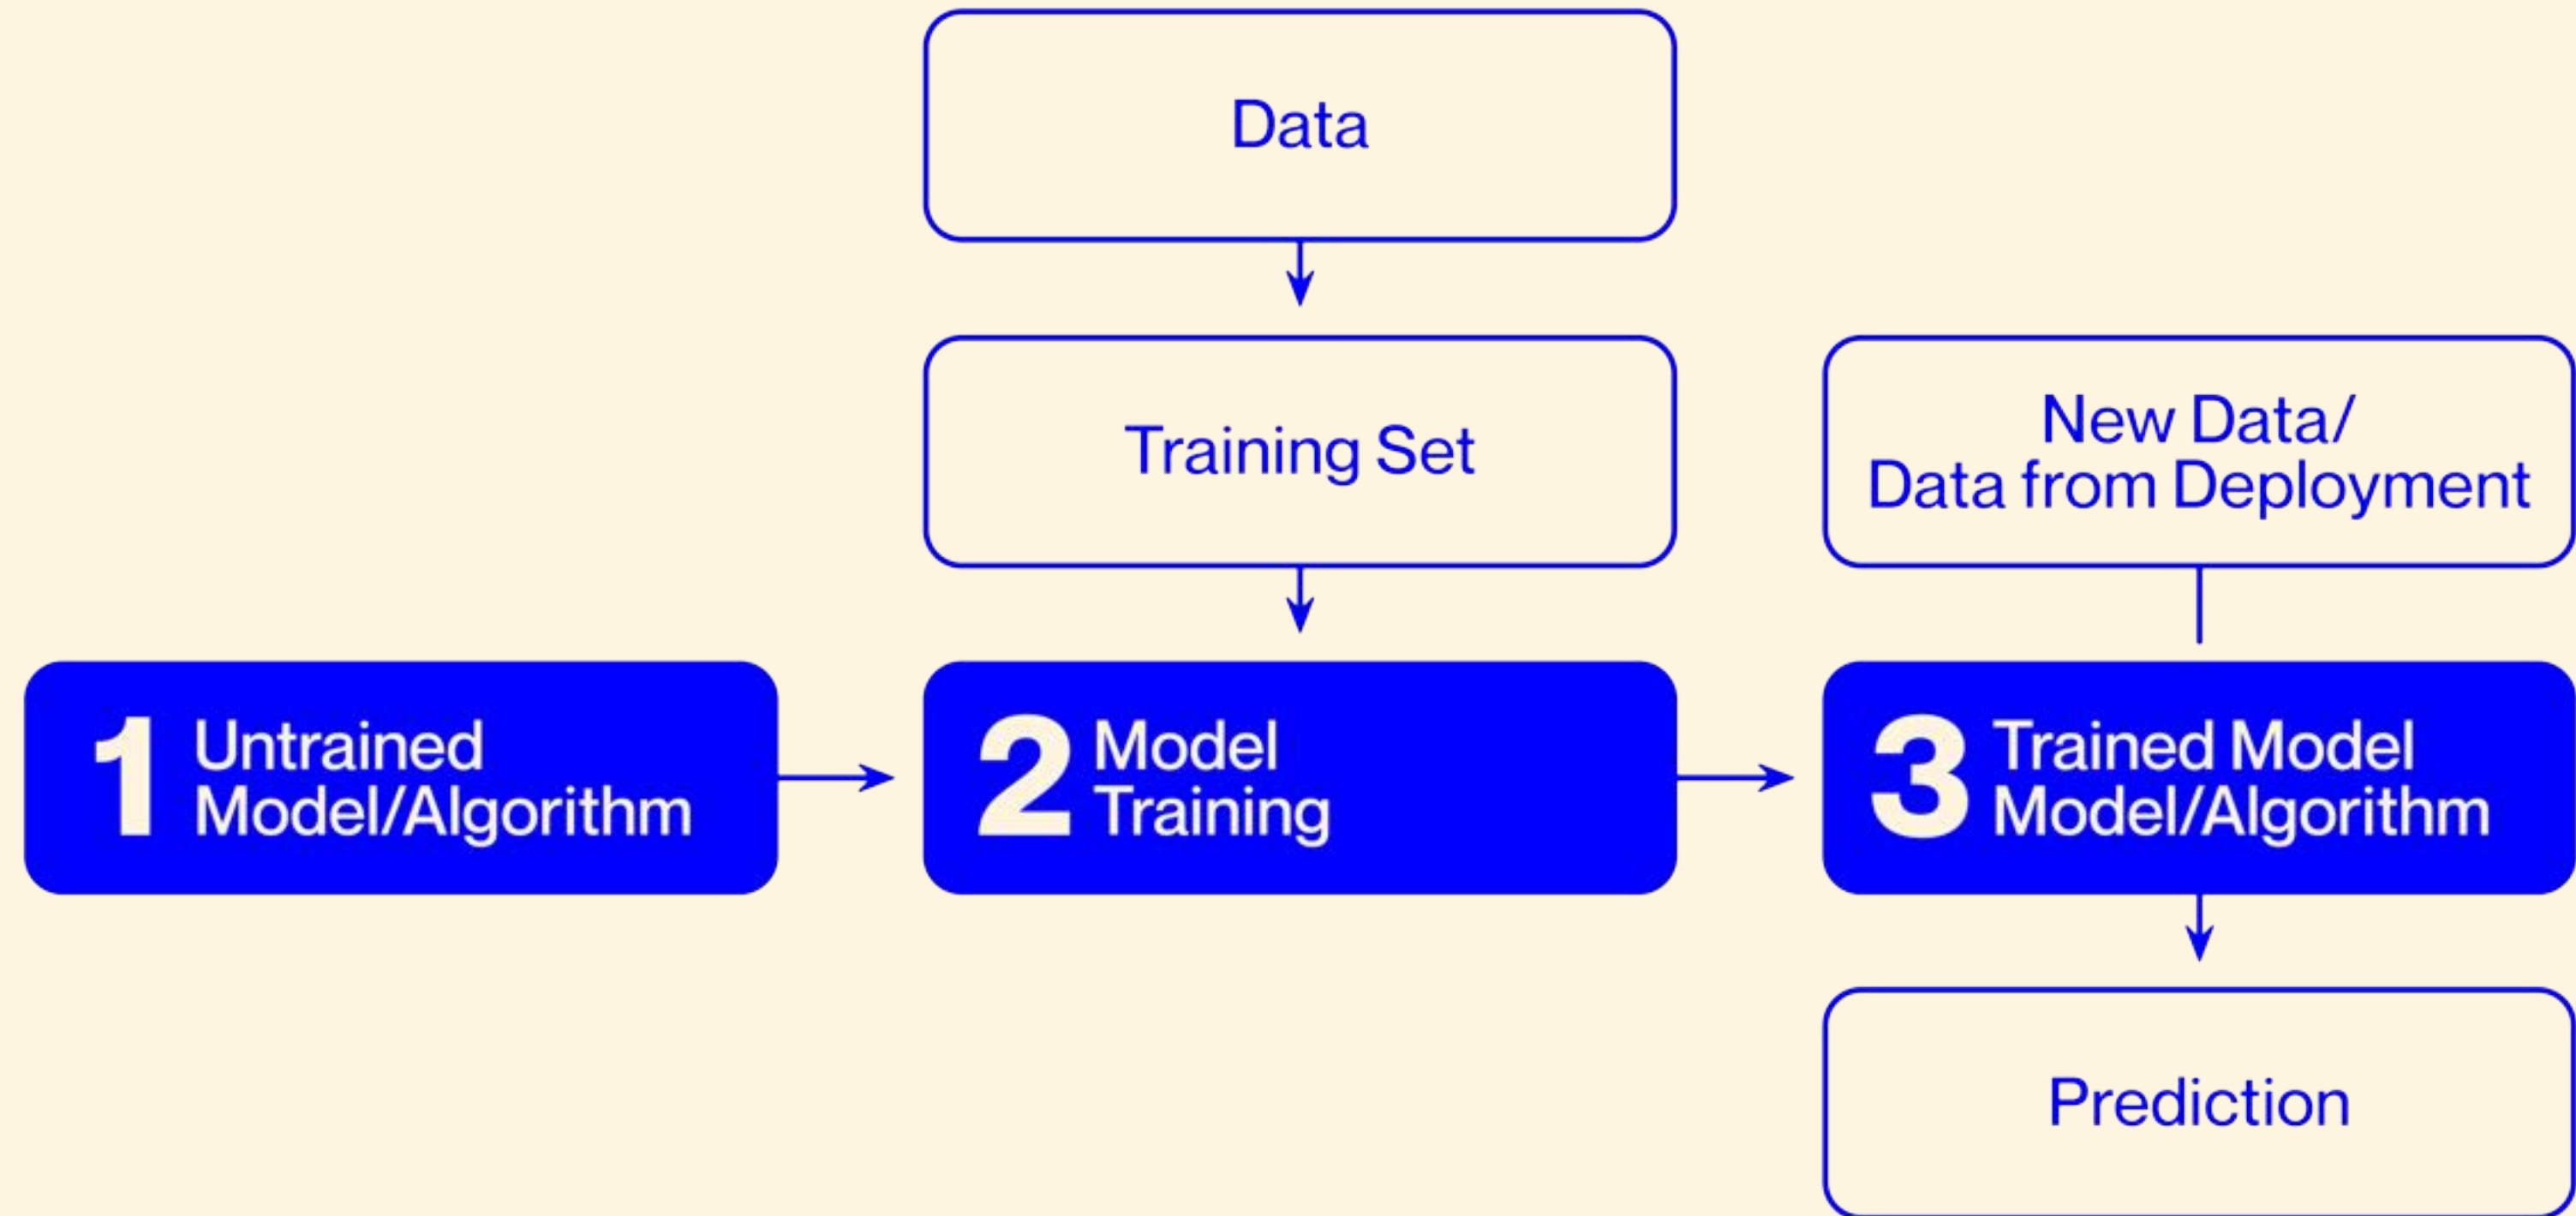 Data
Training Set
New Data/
Data from Deployment
1 Untrained
Model/Algorithm
2 Model
Training
3 Trained Model
Model/Algorithm
Prediction